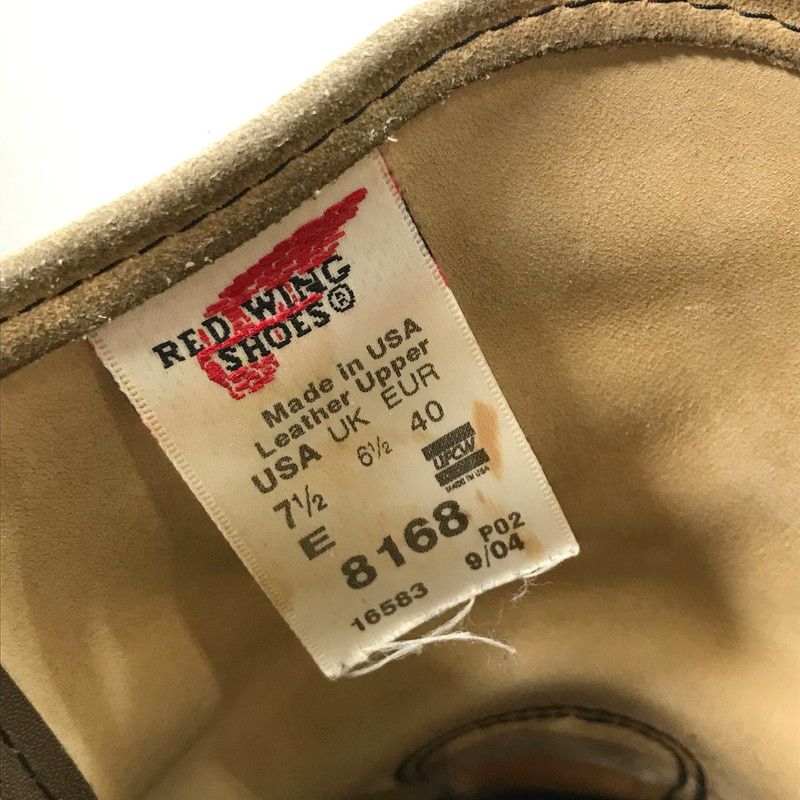 RED WING
SHOES®
Made in USA
Leather Upper
USA UK EUR
7½ 6½ 40
E
UFCW
MADE IN USA
8168 P02
16583 9/04